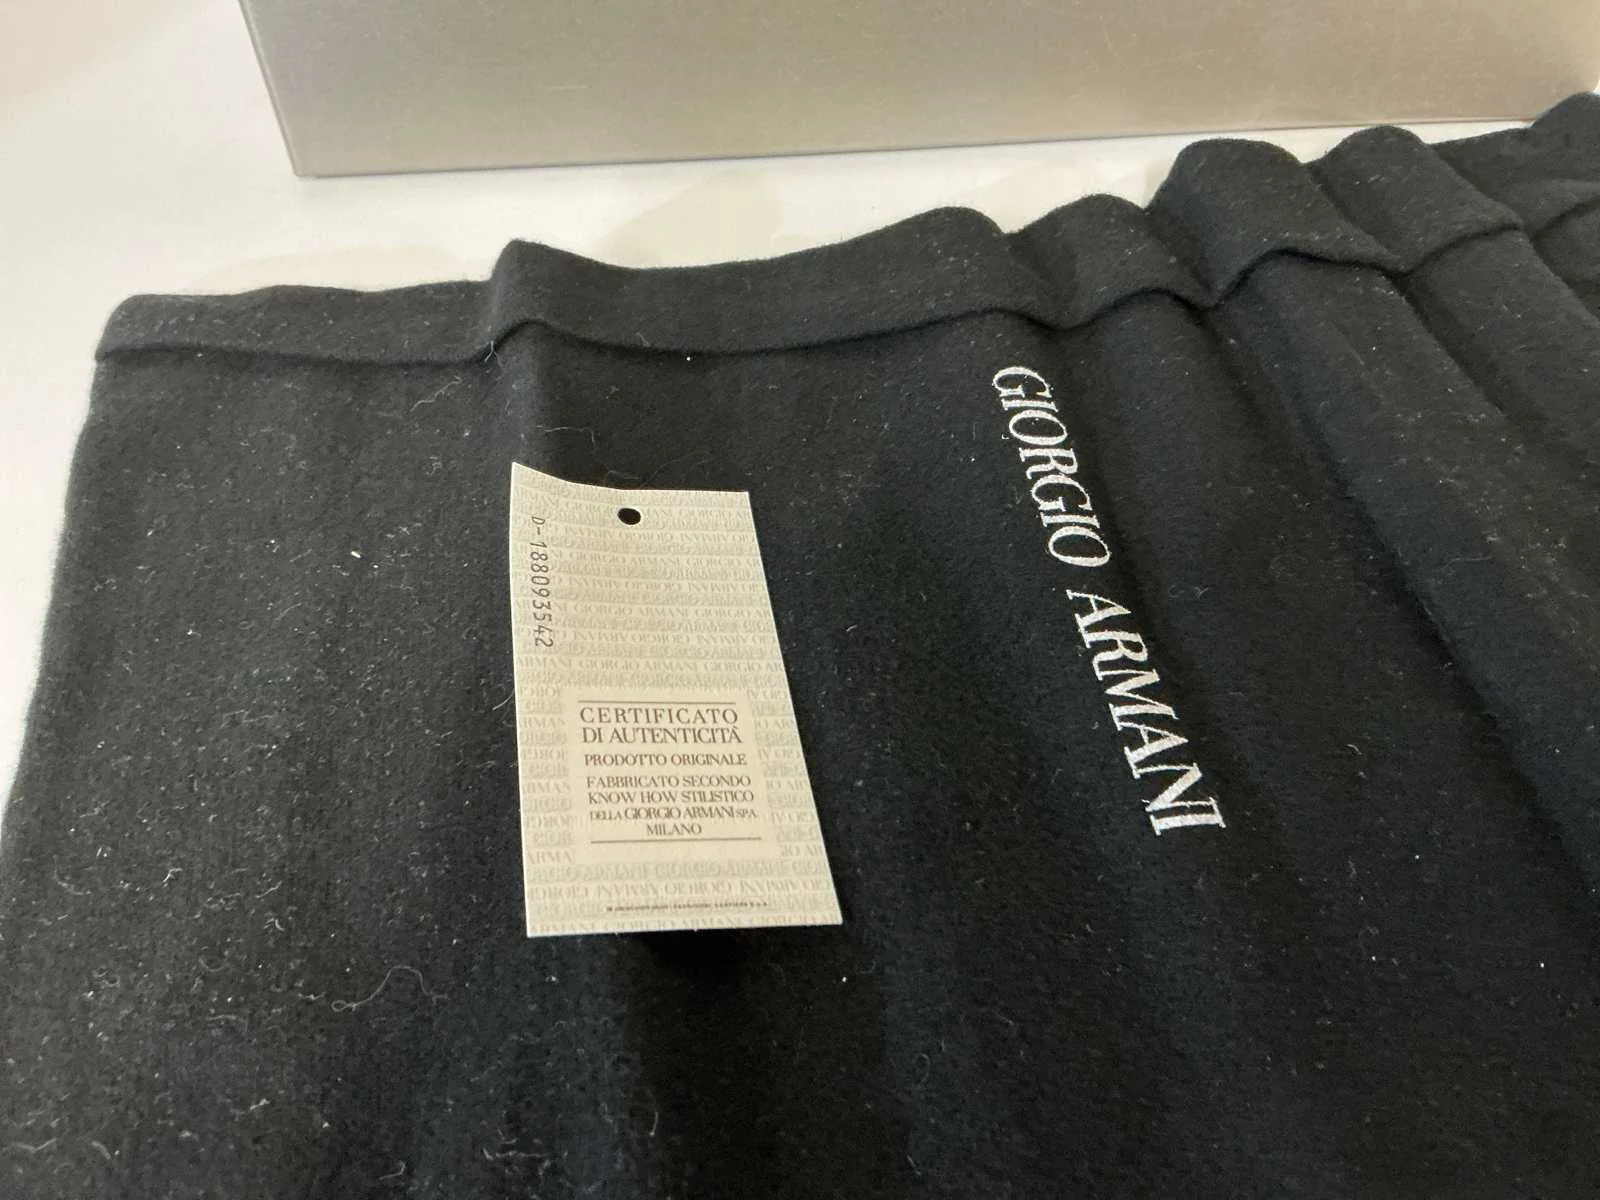 GIORGIO ARMANI
D-188093542
CERTIFICATO
DI AUTENTICITÀ
PRODOTTO ORIGINALE
FABBRICATO SECONDO
KNOW HOW STILISTICO
DELLA GIORGIO ARMANI SPA.
MILANO